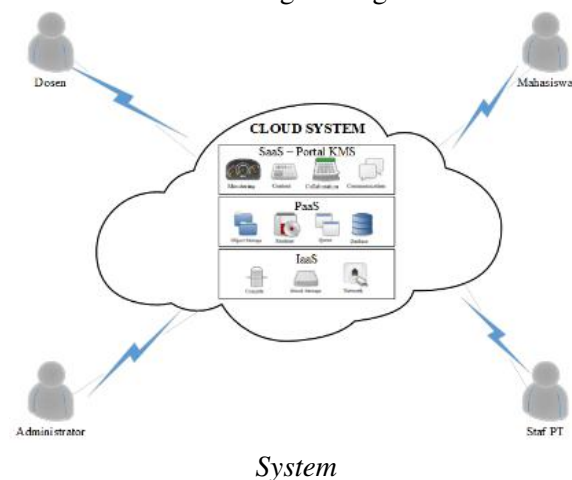 Dosen
Mahasiswa
CLOUD SYSTEM
SaaS – Portal KMS
Monitoring Content Collaboration Communication
PaaS
Object Storage Runtime Queue Database
IaaS
Compute Block Storage Network
Administrator
Staf PT
System